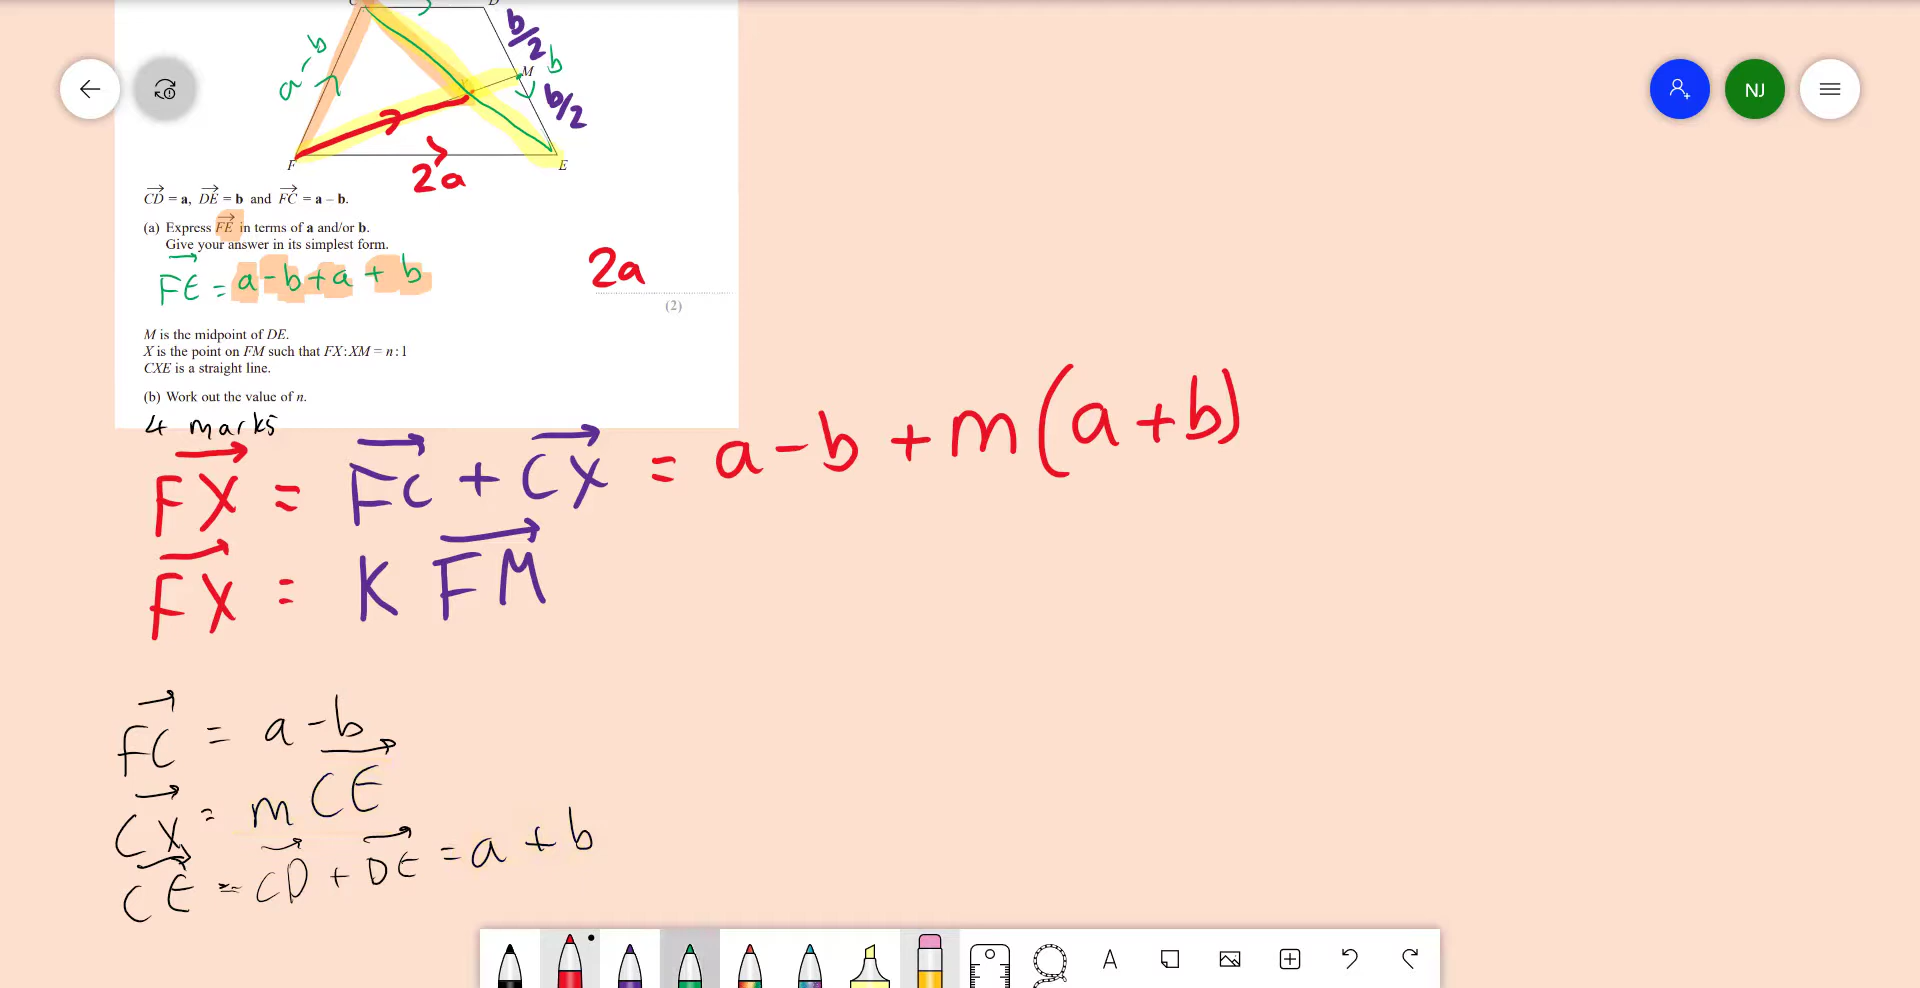 b/2
b
a - b
M
b/2
F
E
2a
CD = a, DE = b and FC = a – b.
(a) Express FE in terms of a and/or b.
Give your answer in its simplest form.
FE = a - b + a + b
2a
(2)
M is the midpoint of DE.
X is the point on FM such that FX : XM = n : 1
CXE is a straight line.
(b) Work out the value of n.
4 marks
FX = FC + CX = a - b + m(a + b)
FX = K FM
FC = a - b
CX = m CE
CE = CD + DE = a + b
NJ
A